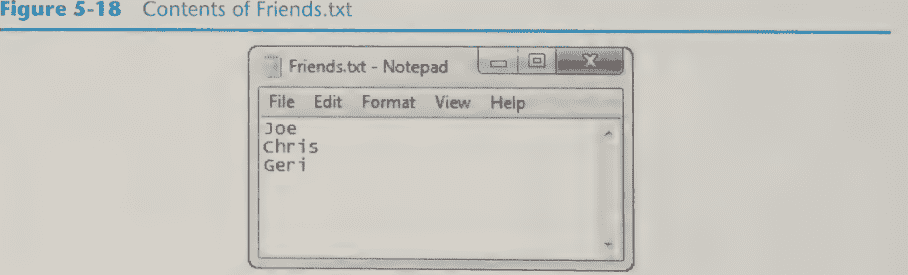 Figure 5-18 Contents of Friends.txt
Friends.txt - Notepad
File Edit Format View Help
Joe
Chris
Geri